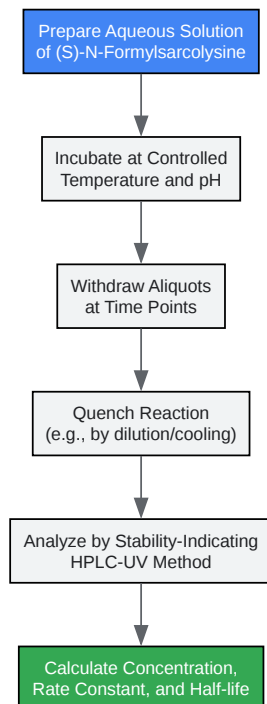 Prepare Aqueous Solution
of (S)-N-Formylsarcolysine
Incubate at Controlled
Temperature and pH
Withdraw Aliquots
at Time Points
Quench Reaction
(e.g., by dilution/cooling)
Analyze by Stability-Indicating
HPLC-UV Method
Calculate Concentration,
Rate Constant, and Half-life